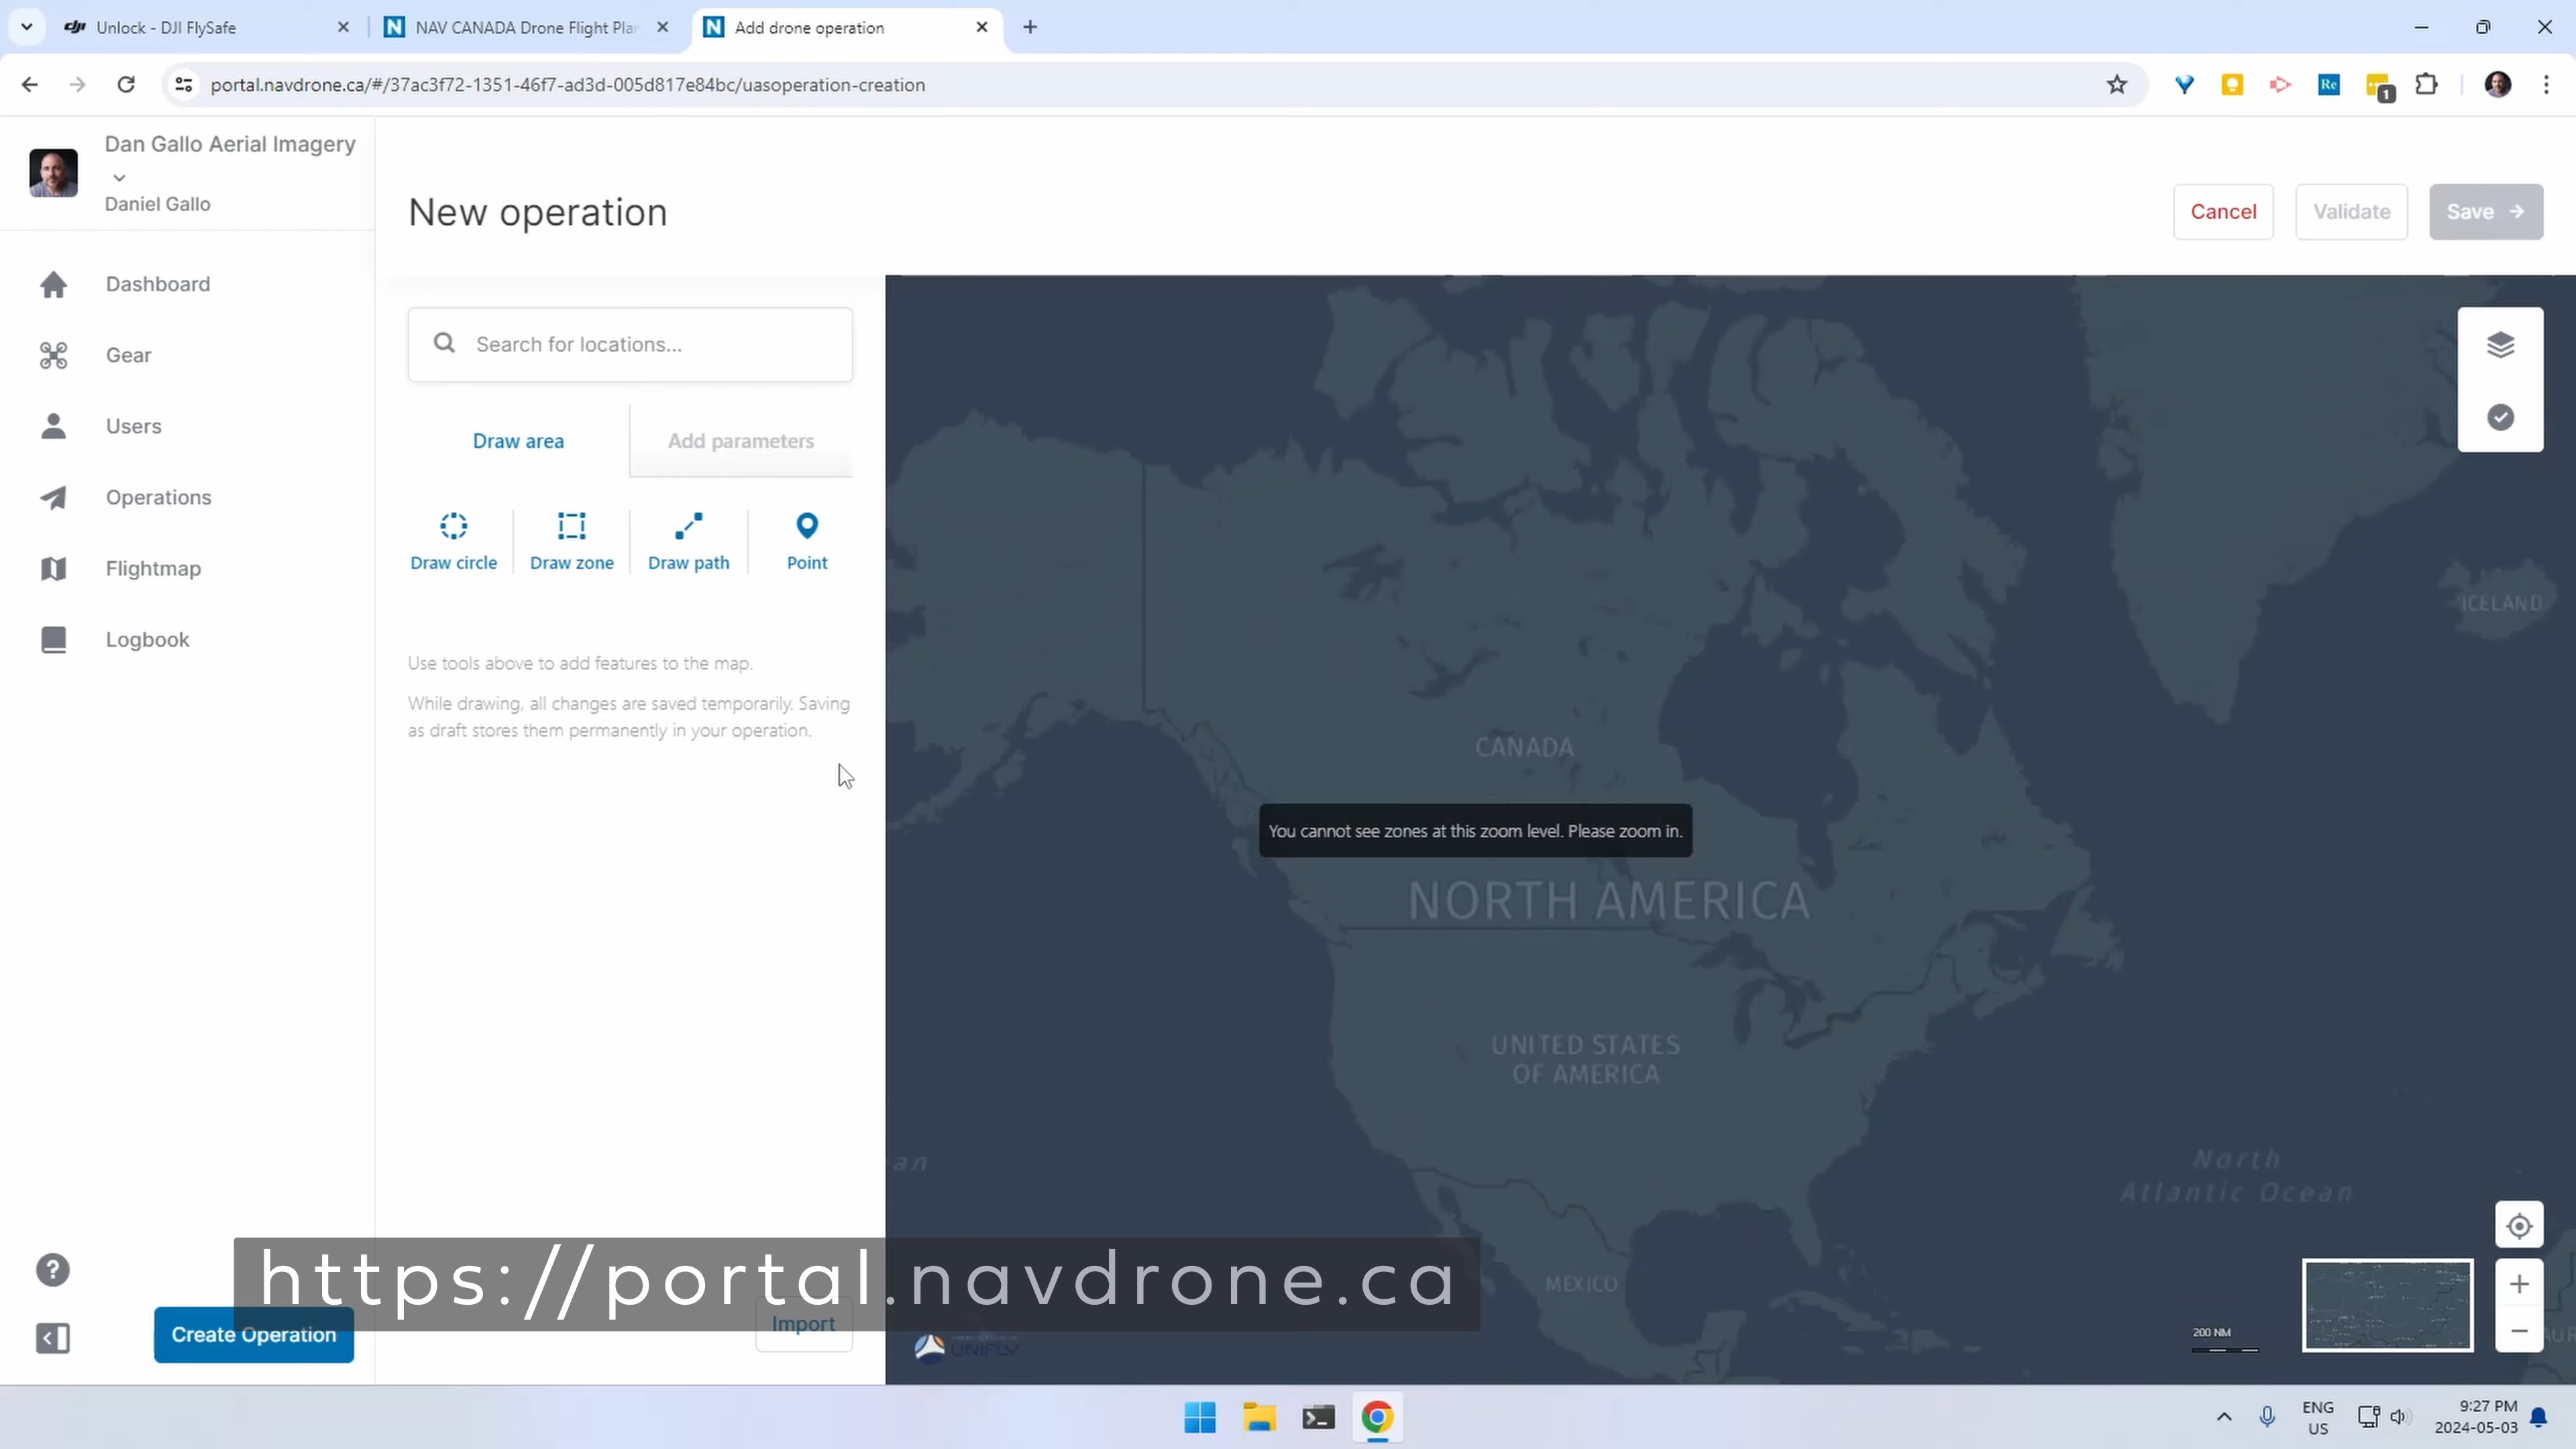 Unlock - DJI FlySafe
NAV CANADA Drone Flight Pla
Add drone operation
portal.navdrone.ca/#/37ac3f72-1351-46f7-ad3d-005d817e84bc/uasoperation-creation
Re
1
Dan Gallo Aerial Imagery
Daniel Gallo
Dashboard
Gear
Users
Operations
Flightmap
Logbook
Create Operation
New operation
Cancel
Validate
Save
Search for locations...
Draw area
Add parameters
Draw circle
Draw zone
Draw path
Point
Use tools above to add features to the map.
While drawing, all changes are saved temporarily. Saving
as draft stores them permanently in your operation.
Import
ICELAND
CANADA
You cannot see zones at this zoom level. Please zoom in.
NORTH AMERICA
UNITED STATES
OF AMERICA
North
Atlantic Ocean
MEXICO
200 NM
UNIFLY
https://portal.navdrone.ca
ENG
US
9:27 PM
2024-05-03